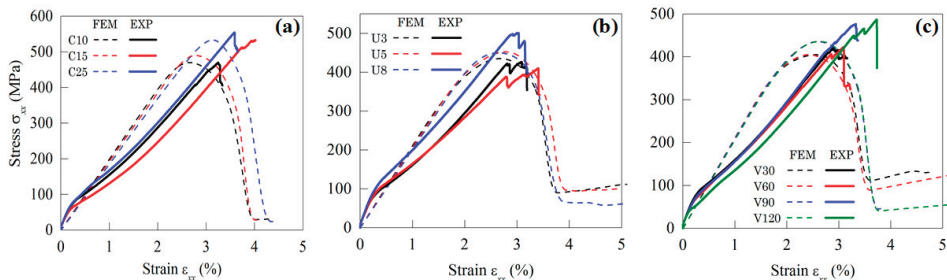 (a)
FEM EXP
C10
C15
C25
600
500
400
300
200
100
0
0 1 2 3 4 5
Stress σxx (MPa)
Strain εxx (%)
(b)
FEM EXP
U3
U5
U8
500
400
300
200
100
0
0 1 2 3 4 5
Strain εxx (%)
(c)
500
400
300
200
100
0
FEM EXP
V30
V60
V90
V120
0 1 2 3 4 5
Strain εxx (%)